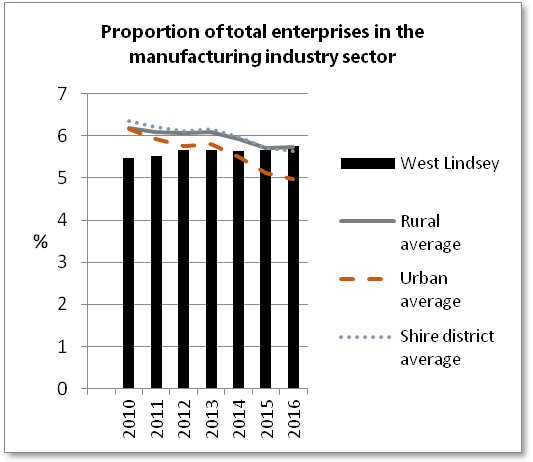 Proportion of total enterprises in the
manufacturing industry sector
7
6
5
4
3
2
1
0
%
2010
2011
2012
2013
2014
2015
2016
West Lindsey
Rural
average
Urban
average
Shire district
average